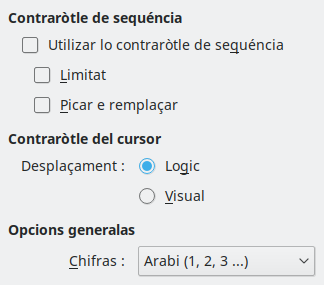 Contraròtle de sequéncia
Utilizar lo contraròtle de sequéncia
Limitat
Picar e remplaçar
Contraròtle del cursor
Desplaçament : Logic
Visual
Opcions generalas
Chifras : Arabi (1, 2, 3 ...)